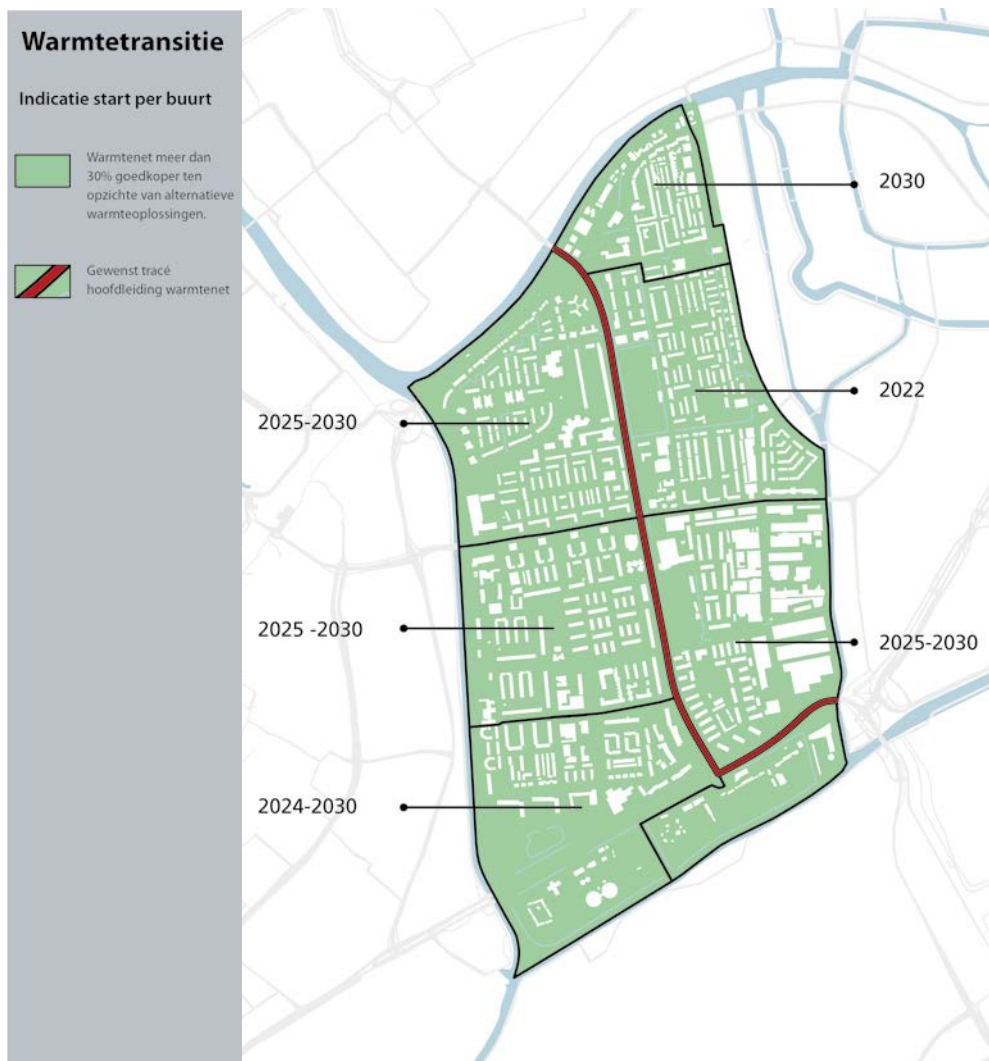 Warmtetransitie
Indicatie start per buurt
Warmtenet meer dan
30% goedkoper ten
opzichte van alternatieve
warmteoplossingen.
Gewenst tracé
hoofdleiding warmtenet
2030
2022
2025-2030
2025 -2030
2025-2030
2024-2030